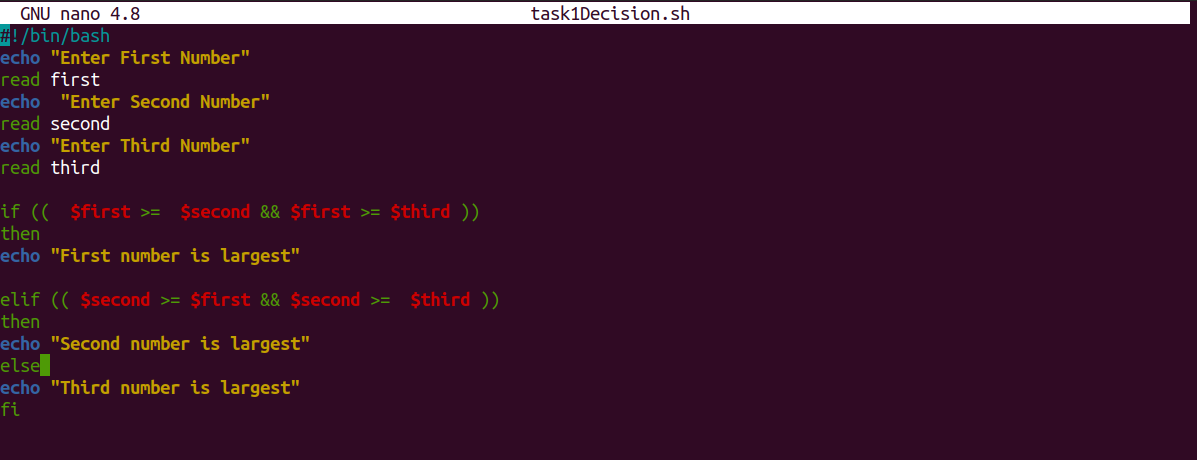 GNU nano 4.8 task1Decision.sh
#!/bin/bash
echo "Enter First Number"
read first
echo  "Enter Second Number"
read second
echo "Enter Third Number"
read third
if ((  $first >=  $second && $first >= $third ))
then
echo "First number is largest"
elif (( $second >= $first && $second >=  $third ))
then
echo "Second number is largest"
else
echo "Third number is largest"
fi